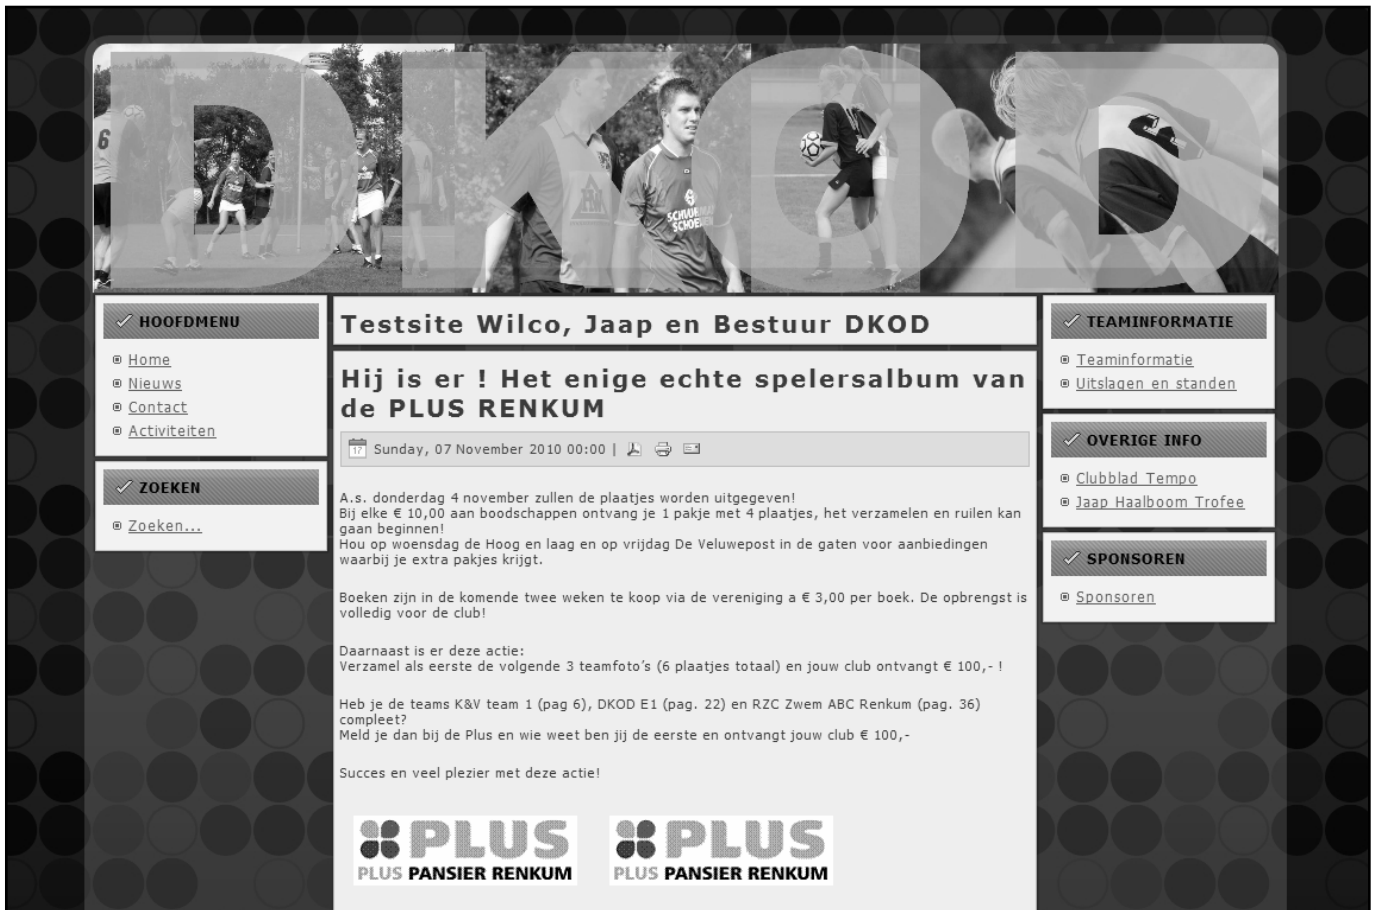 DKOD
6
SCHUURMAN
SCHOENEN
1
HOOFDMENU
Home
Nieuws
Contact
Activiteiten
ZOEKEN
Zoeken...
Testsite Wilco, Jaap en Bestuur DKOD
Hij is er ! Het enige echte spelersalbum van
de PLUS RENKUM
17
Sunday, 07 November 2010 00:00 |
A.s. donderdag 4 november zullen de plaatjes worden uitgegeven!
Bij elke € 10,00 aan boodschappen ontvang je 1 pakje met 4 plaatjes, het verzamelen en ruilen kan
gaan beginnen!
Hou op woensdag de Hoog en laag en op vrijdag De Veluwepost in de gaten voor aanbiedingen
waarbij je extra pakjes krijgt.
Boeken zijn in de komende twee weken te koop via de vereniging a € 3,00 per boek. De opbrengst is
volledig voor de club!
Daarnaast is er deze actie:
Verzamel als eerste de volgende 3 teamfoto's (6 plaatjes totaal) en jouw club ontvangt € 100,- !
Heb je de teams K&V team 1 (pag 6), DKOD E1 (pag. 22) en RZC Zwem ABC Renkum (pag. 36)
compleet?
Meld je dan bij de Plus en wie weet ben jij de eerste en ontvangt jouw club € 100,-
Succes en veel plezier met deze actie!
PLUS PLUS
PLUS PANSIER RENKUM PLUS PANSIER RENKUM
TEAMINFORMATIE
Teaminformatie
Uitslagen en standen
OVERIGE INFO
Clubblad Tempo
Jaap Haalboom Trofee
SPONSOREN
Sponsoren